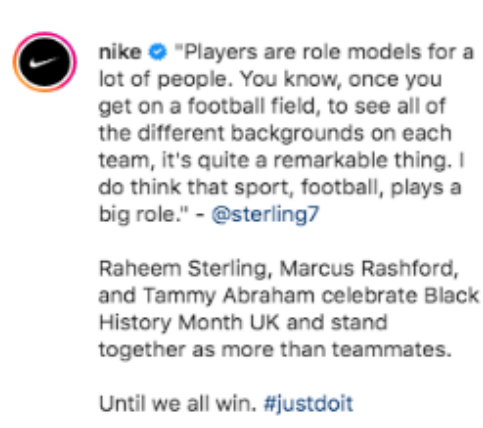 nike "Players are role models for a
lot of people. You know, once you
get on a football field, to see all of
the different backgrounds on each
team, it's quite a remarkable thing. I
do think that sport, football, plays a
big role." - @sterling7
Raheem Sterling, Marcus Rashford,
and Tammy Abraham celebrate Black
History Month UK and stand
together as more than teammates.
Until we all win. #justdoit